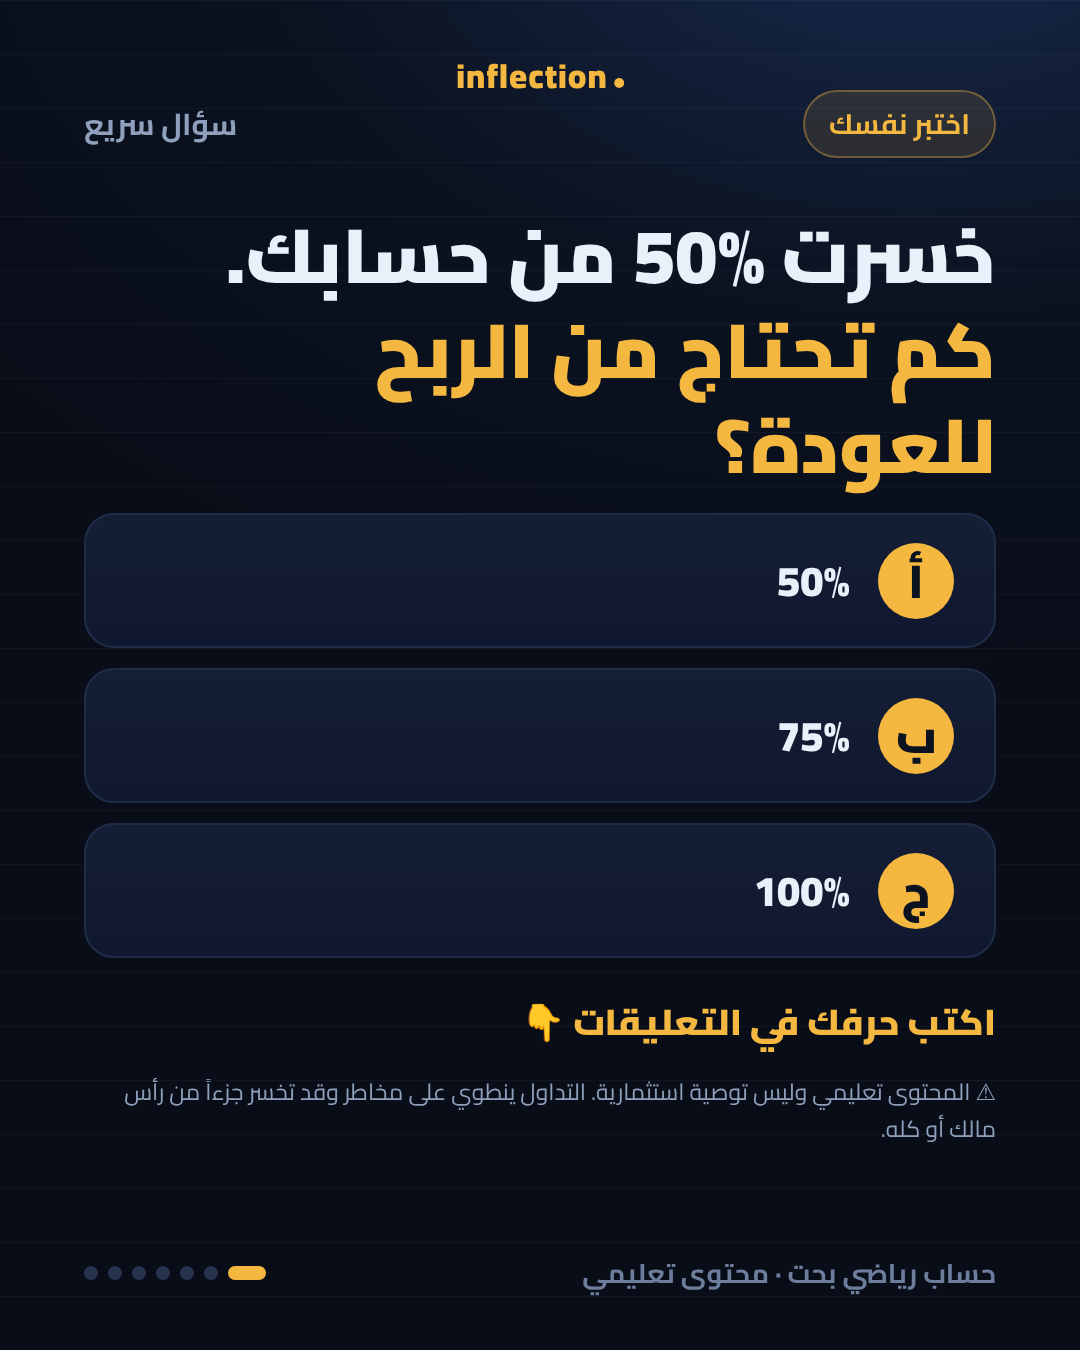 inflection.
اختبر نفسك
سؤال سريع
خسرت 50% من حسابك.
كم تحتاج من الربح
للعودة؟
أ 50%
ب 75%
ج 100%
اكتب حرفك في التعليقات 👇
⚠ المحتوى تعليمي وليس توصية استثمارية. التداول ينطوي على مخاطر وقد تخسر جزءاً من رأس
مالك أو كله.
حساب رياضي بحت · محتوى تعليمي